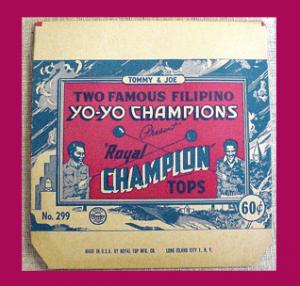 TOMMY & JOE
TWO FAMOUS FILIPINO
YO-YO CHAMPIONS
Present
"Royal
CHAMPION"
TOPS
No. 299
60¢
MADE IN U.S.A. BY ROYAL TOP MFG. CO. LONG ISLAND CITY 1, N. Y.